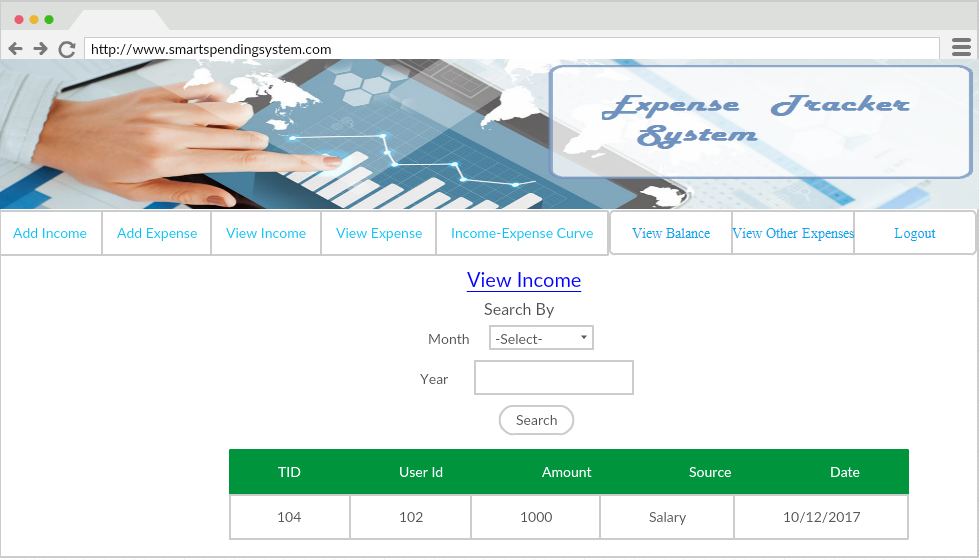 http://www.smartspendingsystem.com
Expense Tracker
System
Add Income Add Expense View Income View Expense Income-Expense Curve View Balance View Other Expenses Logout
View Income
Search By
Month -Select-
Year
Search
TID User Id Amount Source Date
104 102 1000 Salary 10/12/2017